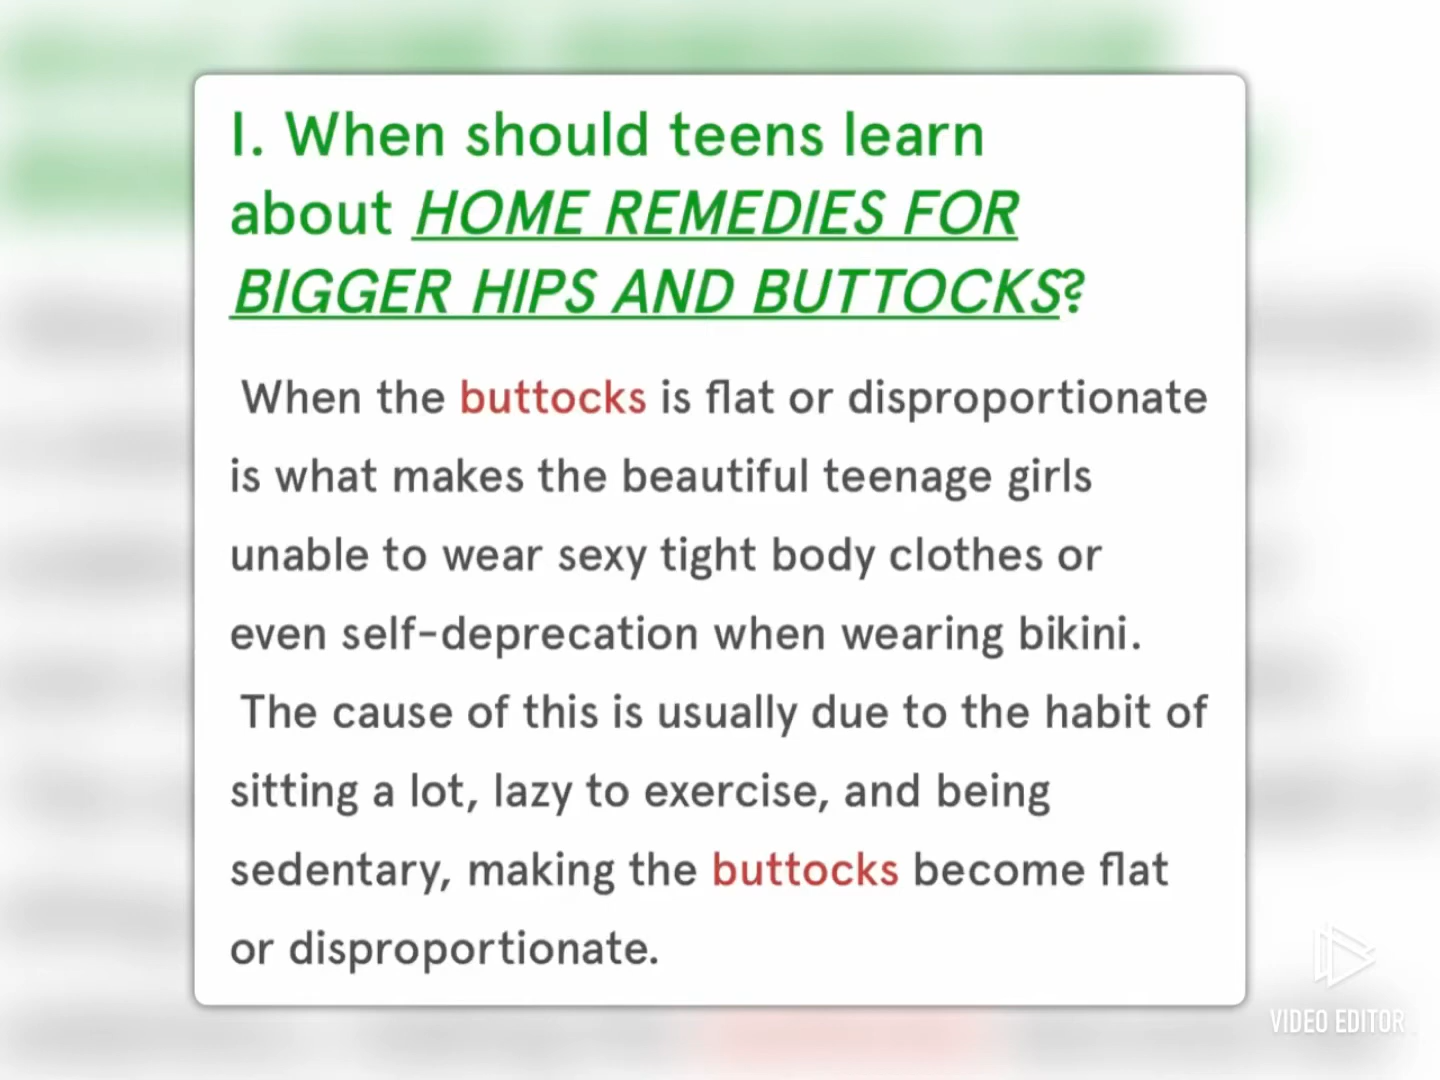 I. When should teens learn
about HOME REMEDIES FOR
BIGGER HIPS AND BUTTOCKS?
When the buttocks is flat or disproportionate
is what makes the beautiful teenage girls
unable to wear sexy tight body clothes or
even self-deprecation when wearing bikini.
The cause of this is usually due to the habit of
sitting a lot, lazy to exercise, and being
sedentary, making the buttocks become flat
or disproportionate.
VIDEO EDITOR